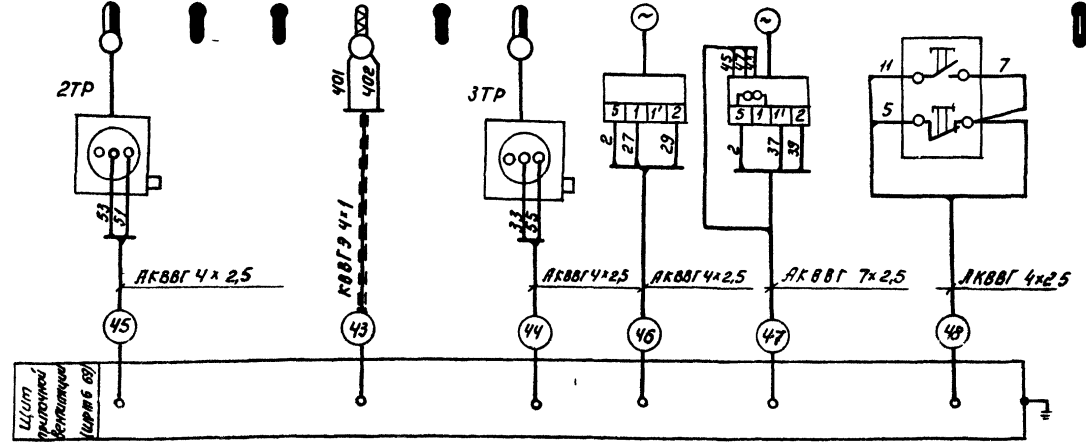 2ТР
53
51
АКВВГ 4×2,5
45
401
402
КВВГЭ 4×1
43
3ТР
33
55
АКВВГ 4×2,5
44
~
5 1 1' 2
2 27 29
АКВВГ 4×2,5
46
~
45
5 1 1' 2
2 37 39
АКВВГ 7×2,5
47
11 7
5
АКВВГ 4×2 5
48
Щит
приточной
вентиляции